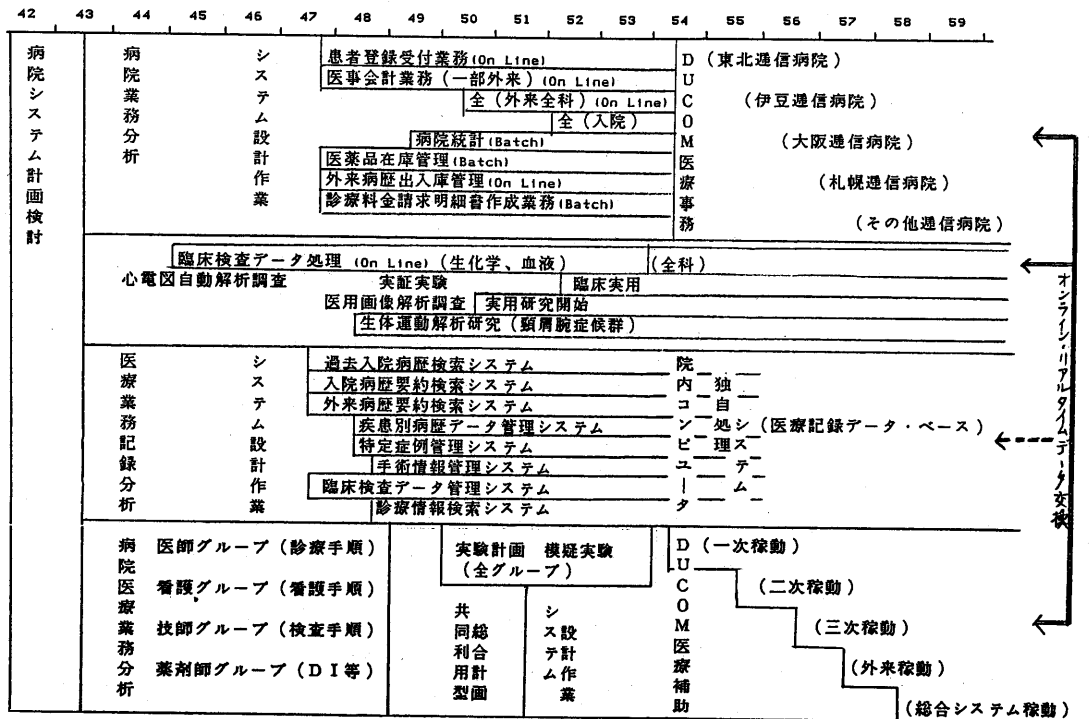 42 43 44 45 46 47 48 49 50 51 52 53 54 55 56 57 58 59
病院システム計画検討
病院業務分析
システム設計作業
患者登録受付業務(On Line)
医事会計業務(一部外来)(On Line)
全(外来全科)(On Line)
全(入院)
病院統計(Batch)
医薬品在庫管理(Batch)
外来病歴出入庫管理(On Line)
診療料金請求明細書作成業務(Batch)
DUCOM医療事務
(東北逓信病院)
(伊豆逓信病院)
(大阪逓信病院)
(札幌逓信病院)
(その他逓信病院)
臨床検査データ処理 (On Line)(生化学、血液)
(全科)
心電図自動解析調査
実証実験
臨床実用
医用画像解析調査
実用研究開始
生体運動解析研究(頸肩腕症候群)
医療業務記録分析
システム設計作業
過去入院病歴検索システム
入院病歴要約検索システム
外来病歴要約検索システム
疾患別病歴データ管理システム
特定症例管理システム
手術情報管理システム
臨床検査データ管理システム
診療情報検索システム
院内コンピュータ
独自処理
システム
(医療記録データ・ベース)
オンライン・リアルタイムデータ交換
病院医療業務分析
医師グループ(診療手順)
看護グループ(看護手順)
技師グループ(検査手順)
薬剤師グループ(DI等)
実験計画 模疑実験
(全グループ)
共同利用型
総合計画
システム
設計作業
DUCOM医療補助
(一次稼動)
(二次稼動)
(三次稼動)
(外来稼動)
(総合システム稼動)